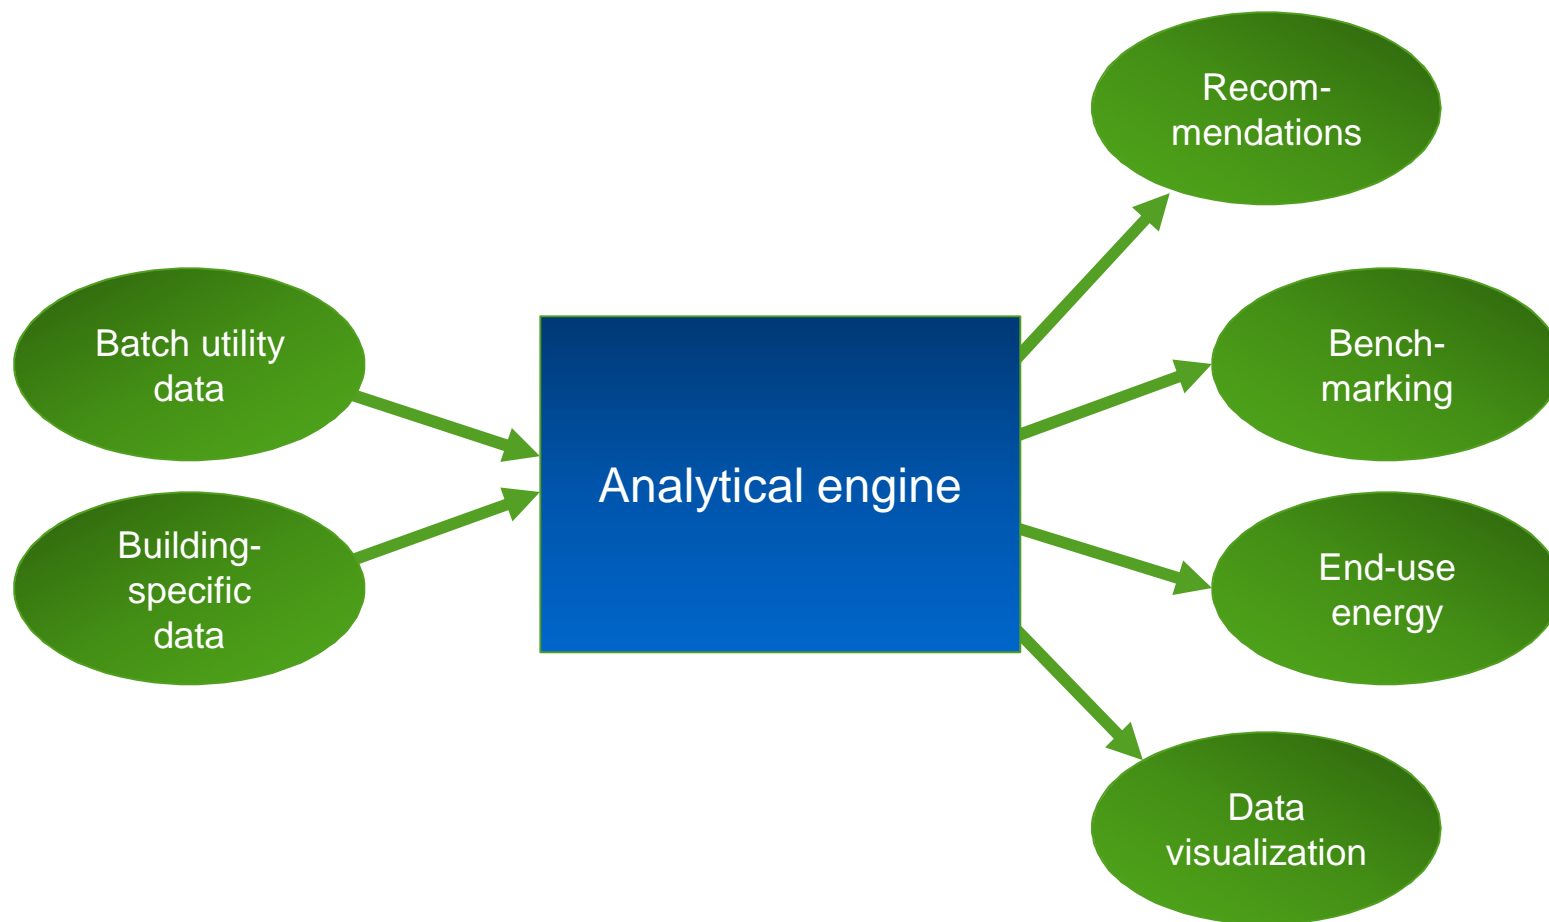 Batch utility
data
Building-
specific
data
Analytical engine
Recom-
mendations
Bench-
marking
End-use
energy
Data
visualization